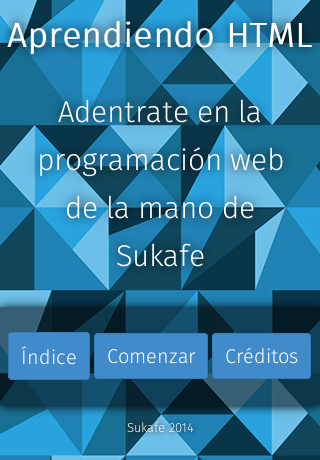 Aprendiendo HTML
Adentrate en la
programación web
de la mano de
Sukafe
Índice Comenzar Créditos
Sukafe 2014